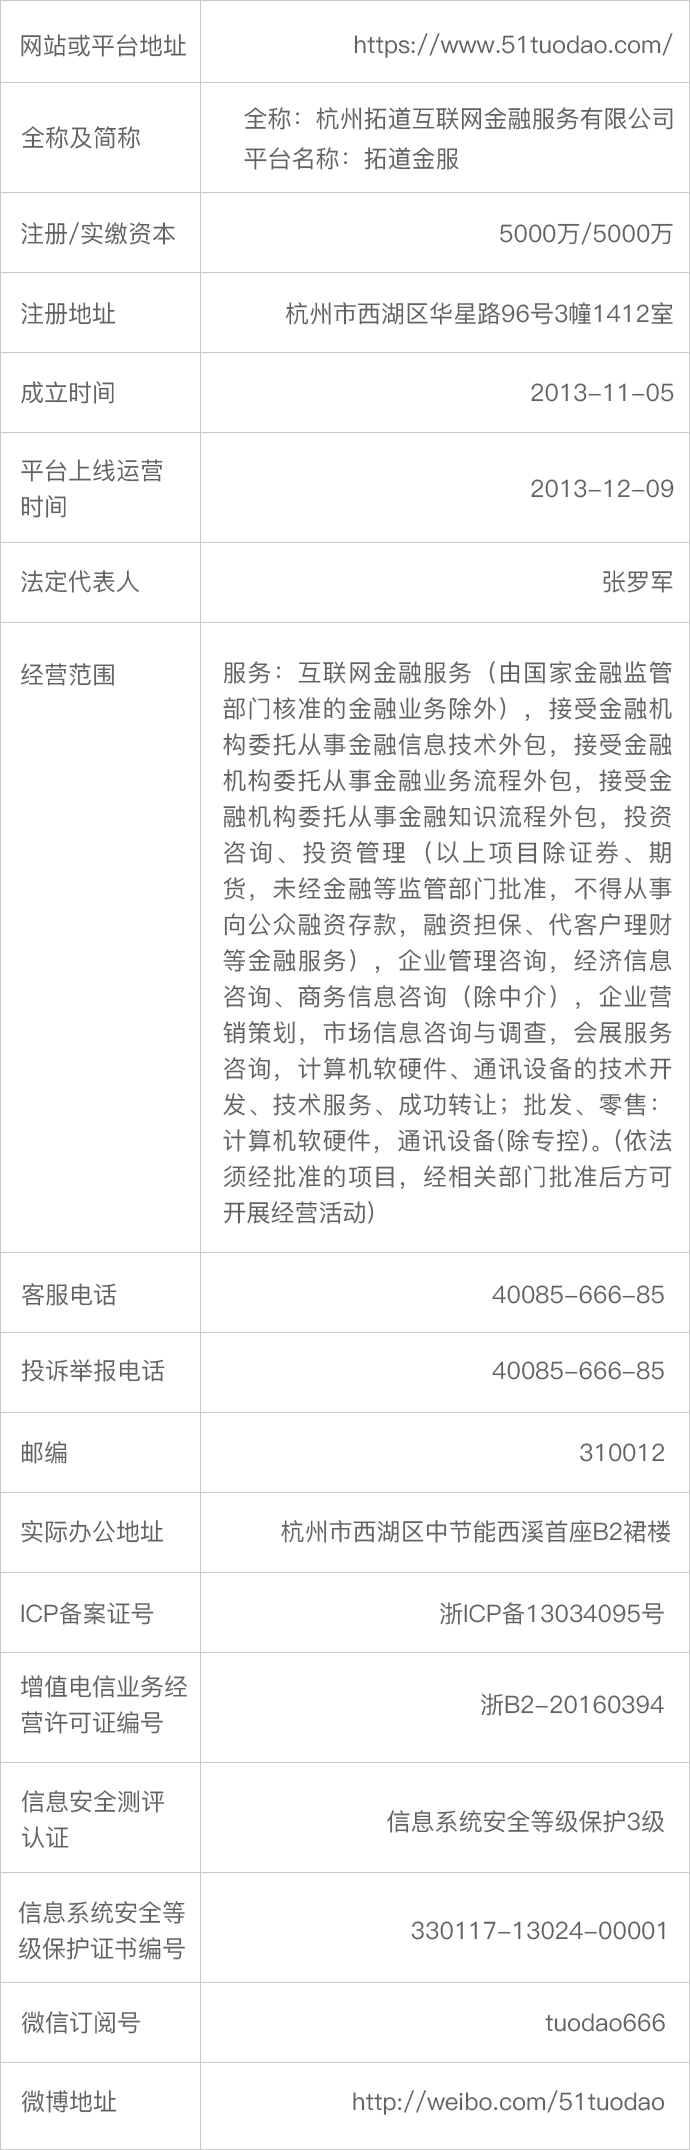 网站或平台地址
https://www.51tuodao.com/
全称及简称
全称：杭州拓道互联网金融服务有限公司
平台名称：拓道金服
注册/实缴资本
5000万/5000万
注册地址
杭州市西湖区华星路96号3幢1412室
成立时间
2013-11-05
平台上线运营
时间
2013-12-09
法定代表人
张罗军
经营范围
服务：互联网金融服务（由国家金融监管
部门核准的金融业务除外），接受金融机
构委托从事金融信息技术外包，接受金融
机构委托从事金融业务流程外包，接受金
融机构委托从事金融知识流程外包，投资
咨询、投资管理（以上项目除证券、期
货，未经金融等监管部门批准，不得从事
向公众融资存款，融资担保、代客户理财
等金融服务），企业管理咨询，经济信息
咨询、商务信息咨询（除中介），企业营
销策划，市场信息咨询与调查，会展服务
咨询，计算机软硬件、通讯设备的技术开
发、技术服务、成功转让；批发、零售：
计算机软硬件，通讯设备(除专控)。(依法
须经批准的项目，经相关部门批准后方可
开展经营活动)
客服电话
40085-666-85
投诉举报电话
40085-666-85
邮编
310012
实际办公地址
杭州市西湖区中节能西溪首座B2裙楼
ICP备案证号
浙ICP备13034095号
增值电信业务经
营许可证编号
浙B2-20160394
信息安全测评
认证
信息系统安全等级保护3级
信息系统安全等
级保护证书编号
330117-13024-00001
微信订阅号
tuodao666
微博地址
http://weibo.com/51tuodao